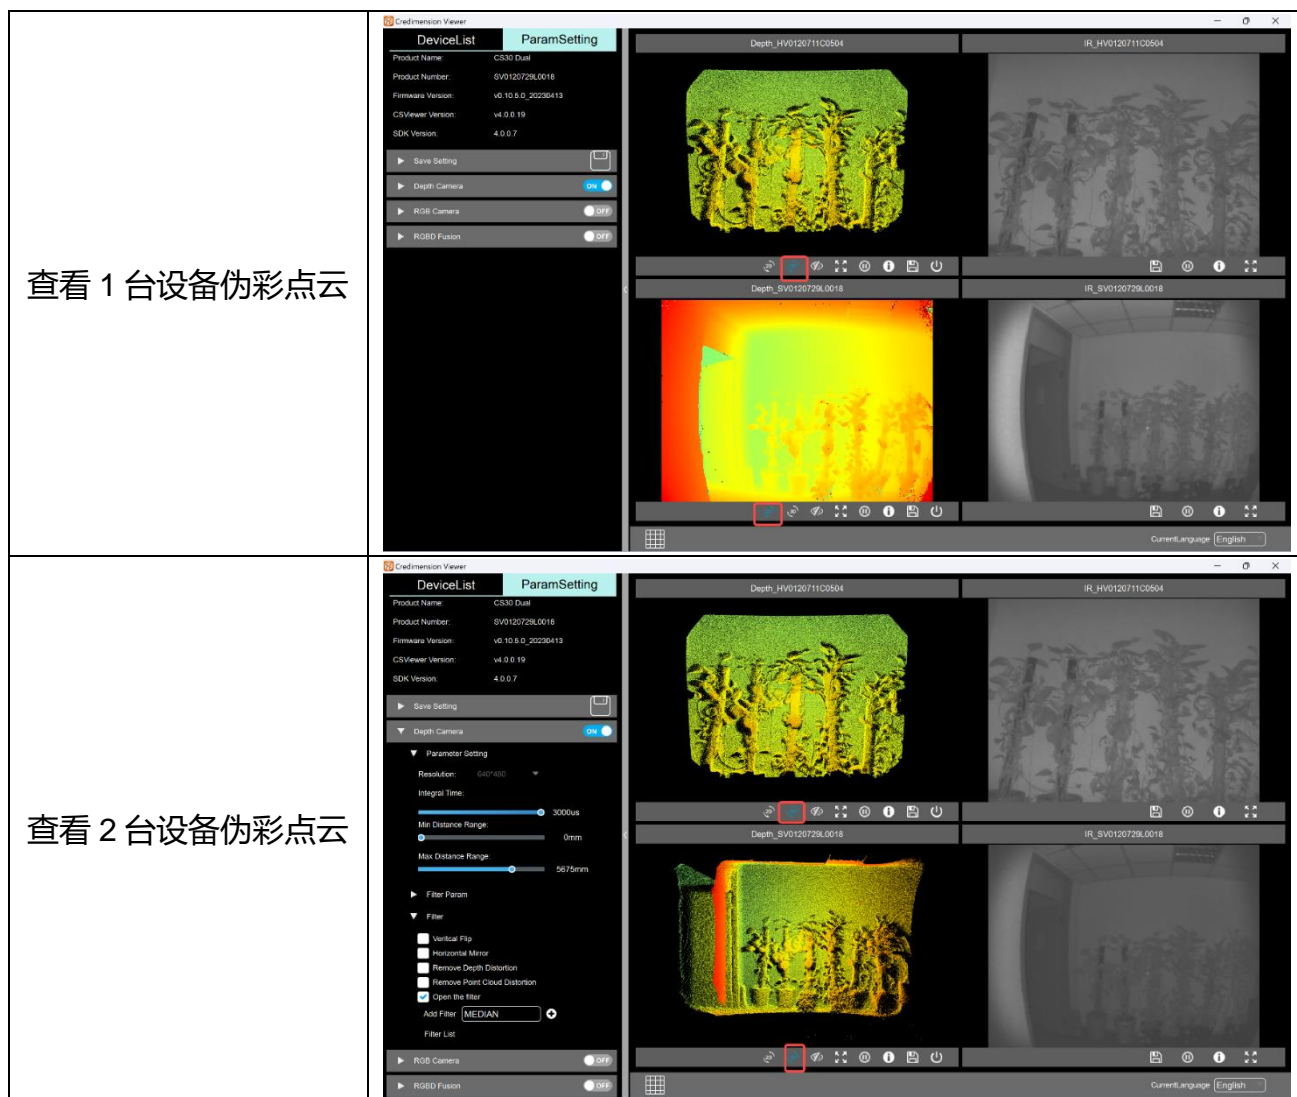 查看 1 台设备伪彩点云
Credimension Viewer
DeviceList
ParamSetting
Product Name: CS30 Dual
Product Number: SV0120729L0018
Firmware Version: v0.10.5.0_20230413
CSViewer Version: v4.0.0.19
SDK Version: 4.0.0.7
Save Setting
Depth Camera ON
RGB Camera OFF
RGBD Fusion OFF
Depth_HV0120711C0504
IR_HV0120711C0504
Depth_SV0120729L0018
IR_SV0120729L0018
CurrentLanguage English
查看 2 台设备伪彩点云
Credimension Viewer
DeviceList
ParamSetting
Product Name: CS30 Dual
Product Number: SV0120729L0018
Firmware Version: v0.10.5.0_20230413
CSViewer Version: v4.0.0.19
SDK Version: 4.0.0.7
Save Setting
Depth Camera ON
Parameter Setting
Resolution: 640*480
Integral Time:
3000us
Min Distance Range:
0mm
Max Distance Range:
5675mm
Filter Param
Filter
Veritcal Flip
Horizontal Mirror
Remove Depth Distortion
Remove Point Cloud Distortion
Open the filter
Add Filter MEDIAN
Filter List
RGB Camera OFF
RGBD Fusion OFF
Depth_HV0120711C0504
IR_HV0120711C0504
Depth_SV0120729L0018
IR_SV0120729L0018
CurrentLanguage English